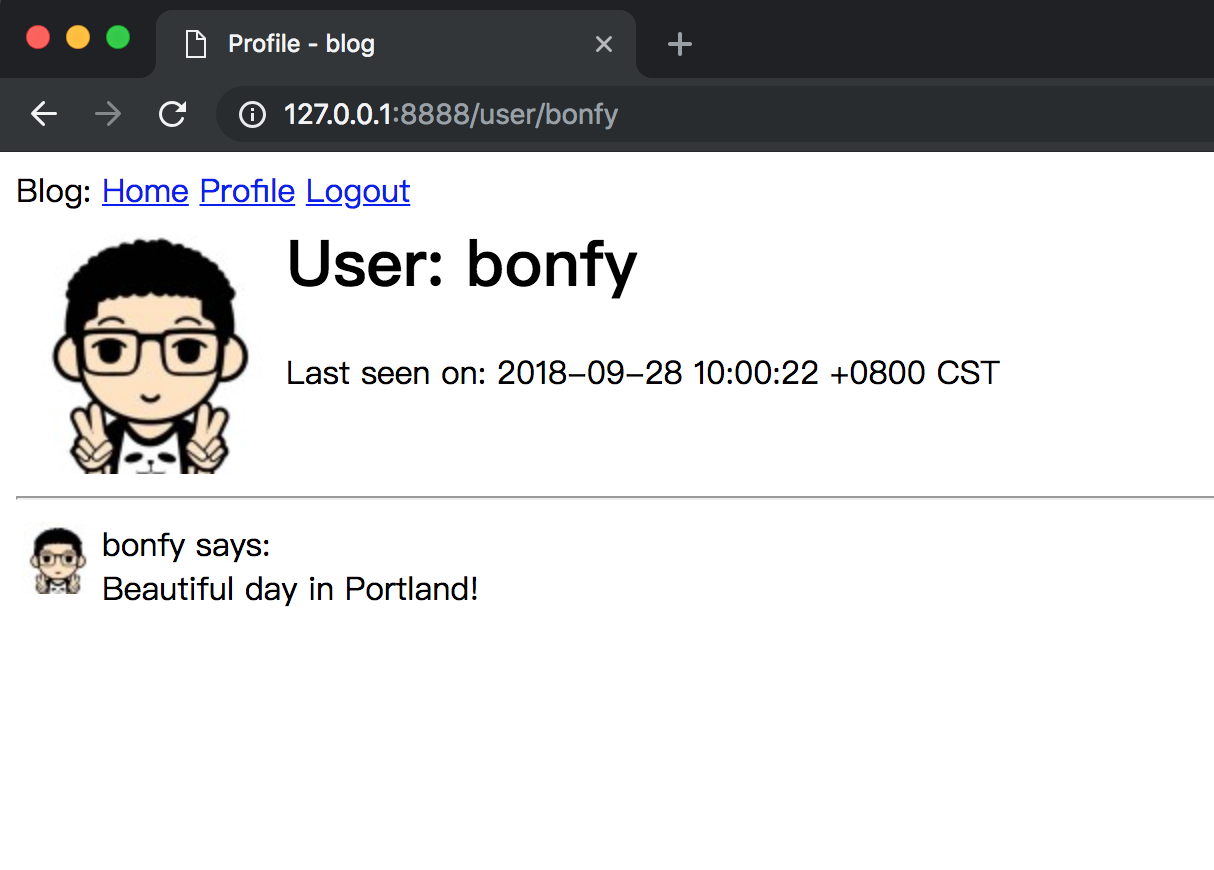 Profile - blog
127.0.0.1:8888/user/bonfy
Blog: Home Profile Logout
User: bonfy
Last seen on: 2018-09-28 10:00:22 +0800 CST
bonfy says:
Beautiful day in Portland!